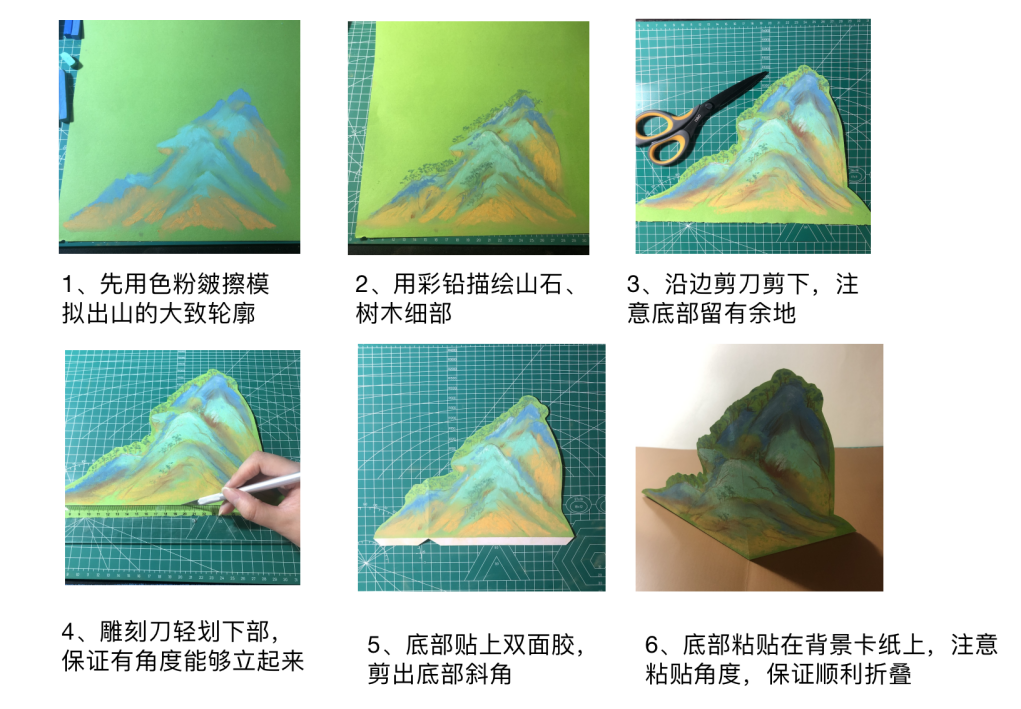 1、先用色粉皴擦模
拟出山的大致轮廓
2、用彩铅描绘山石、
树木细部
3、沿边剪刀剪下，注
意底部留有余地
4、雕刻刀轻划下部，
保证有角度能够立起来
5、底部贴上双面胶，
剪出底部斜角
6、底部粘贴在背景卡纸上，注意
粘贴角度，保证顺利折叠